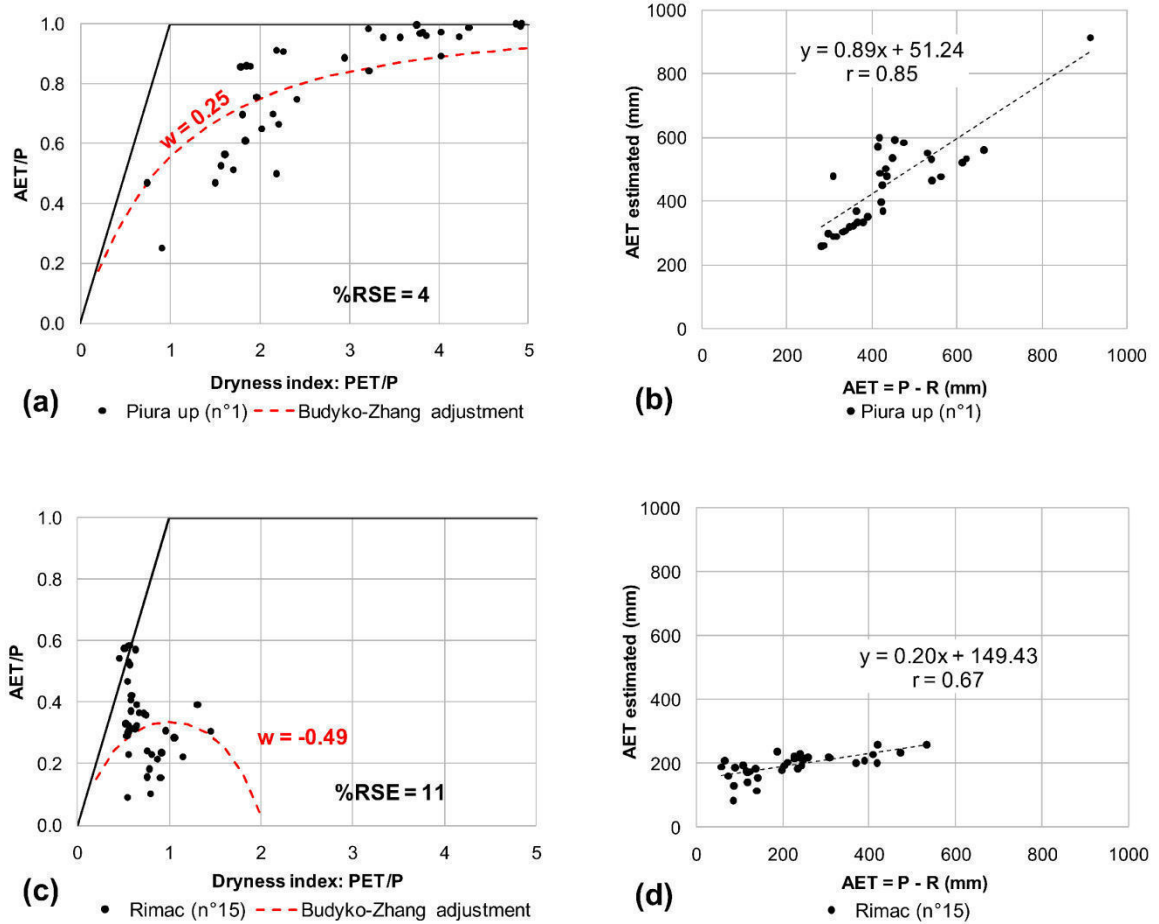 1.0
0.8
0.6
0.4
0.2
0.0
AET/P
w = 0.25
%RSE = 4
0 1 2 3 4 5
Dryness index: PET/P
(a)
Piura up (n°1) Budyko-Zhang adjustment
1000
800
600
400
200
0
AET estimated (mm)
y = 0.89x + 51.24
r = 0.85
0 200 400 600 800 1000
AET = P - R (mm)
(b)
Piura up (n°1)
1.0
0.8
0.6
0.4
0.2
0.0
AET/P
w = -0.49
%RSE = 11
0 1 2 3 4 5
Dryness index: PET/P
(c)
Rimac (n°15) Budyko-Zhang adjustment
1000
800
600
400
200
0
AET estimated (mm)
y = 0.20x + 149.43
r = 0.67
0 200 400 600 800 1000
AET = P - R (mm)
(d)
Rimac (n°15)